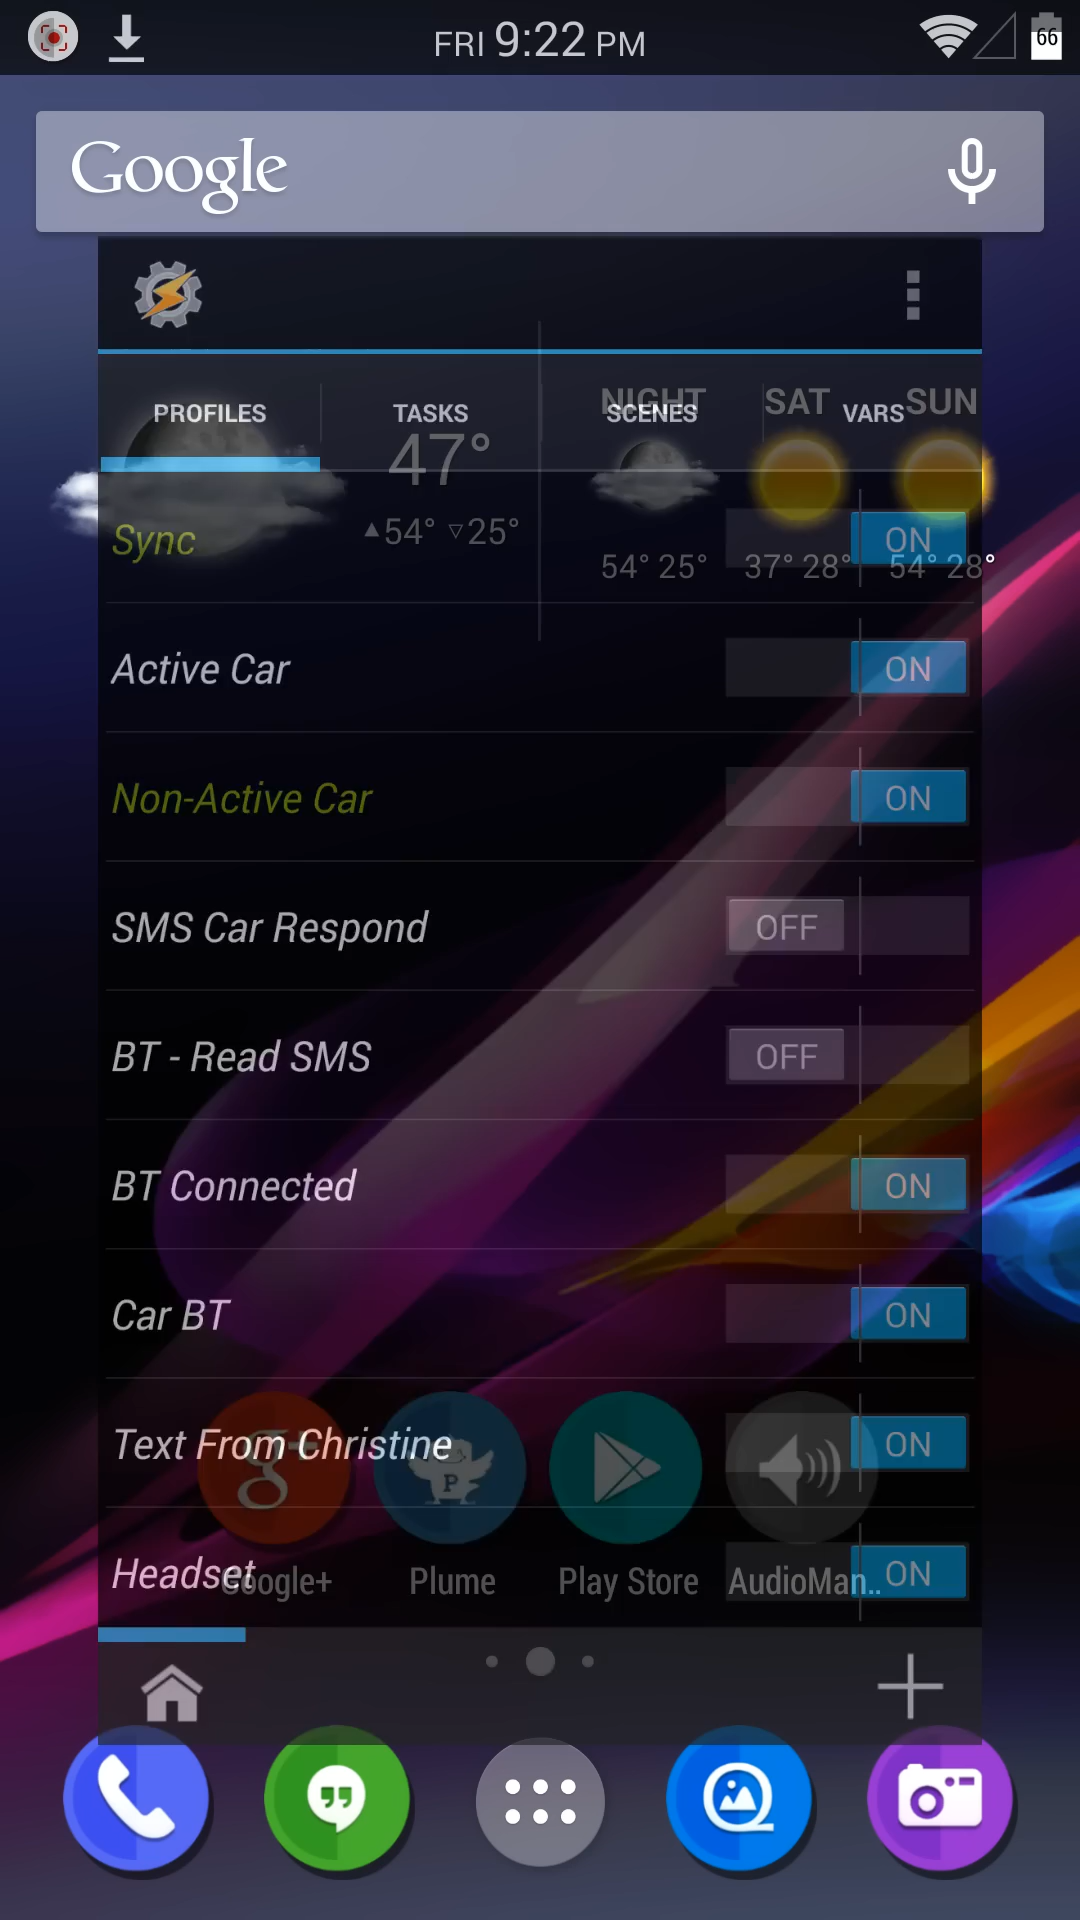 FRI 9:22 PM 66
Google
NIGHT SAT SUN
PROFILES TASKS SCENES VARS
47°
54° 25°
Sync ON
54° 25° 37° 28° 54° 28°
Active Car ON
Non-Active Car ON
SMS Car Respond OFF
BT - Read SMS OFF
BT Connected ON
Car BT ON
g+ P
Text From Christine ON
Headset ON
Google+ Plume Play Store AudioMan..